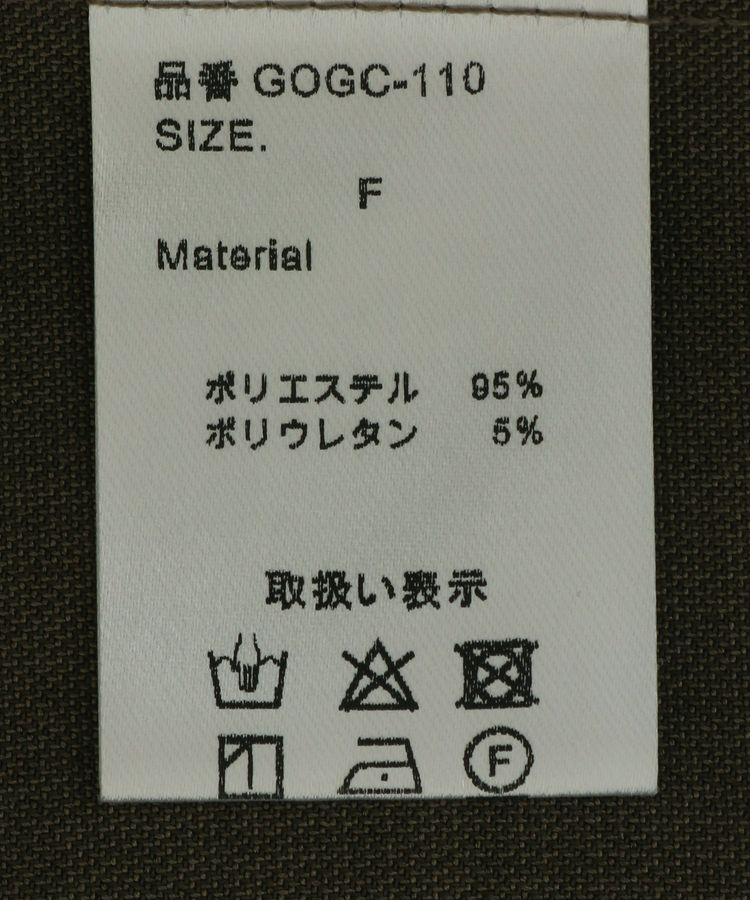 品番 GOGC-110
SIZE.
F
Material
ポリエステル 95%
ポリウレタン 5%
取扱い表示
F